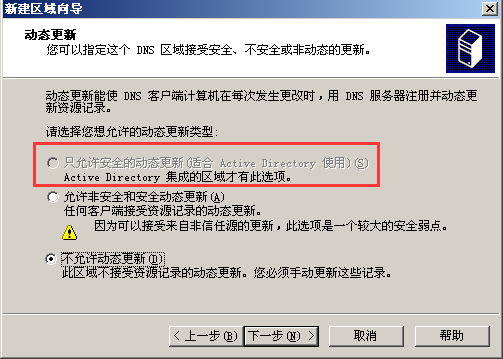 新建区域向导
动态更新
您可以指定这个 DNS 区域接受安全、不安全或非动态的更新。
动态更新能使 DNS 客户端计算机在每次发生更改时，用 DNS 服务器注册并动态更
新资源记录。
请选择您想允许的动态更新类型:
只允许安全的动态更新(适合 Active Directory 使用)(S)
Active Directory 集成的区域才有此选项。
允许非安全和安全动态更新(A)
任何客户端接受资源记录的动态更新。
因为可以接受来自非信任源的更新，此选项是一个较大的安全弱点。
不允许动态更新(D)
此区域不接受资源记录的动态更新。您必须手动更新这些记录。
< 上一步(B) 下一步(N) > 取消 帮助